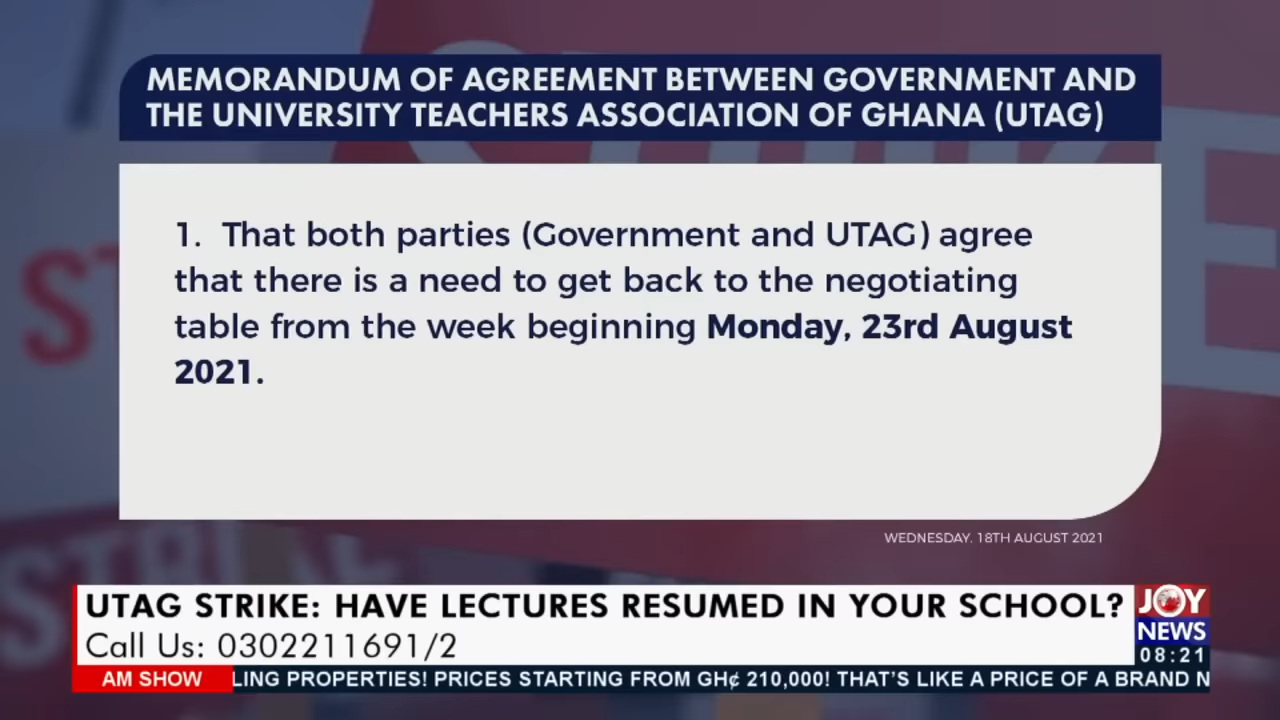 MEMORANDUM OF AGREEMENT BETWEEN GOVERNMENT AND
THE UNIVERSITY TEACHERS ASSOCIATION OF GHANA (UTAG)
1. That both parties (Government and UTAG) agree
that there is a need to get back to the negotiating
table from the week beginning Monday, 23rd August
2021.
WEDNESDAY. 18TH AUGUST 2021
UTAG STRIKE: HAVE LECTURES RESUMED IN YOUR SCHOOL?
Call Us: 0302211691/2
JOY
NEWS
08:21
AM SHOW
LING PROPERTIES! PRICES STARTING FROM GH¢ 210,000! THAT'S LIKE A PRICE OF A BRAND N